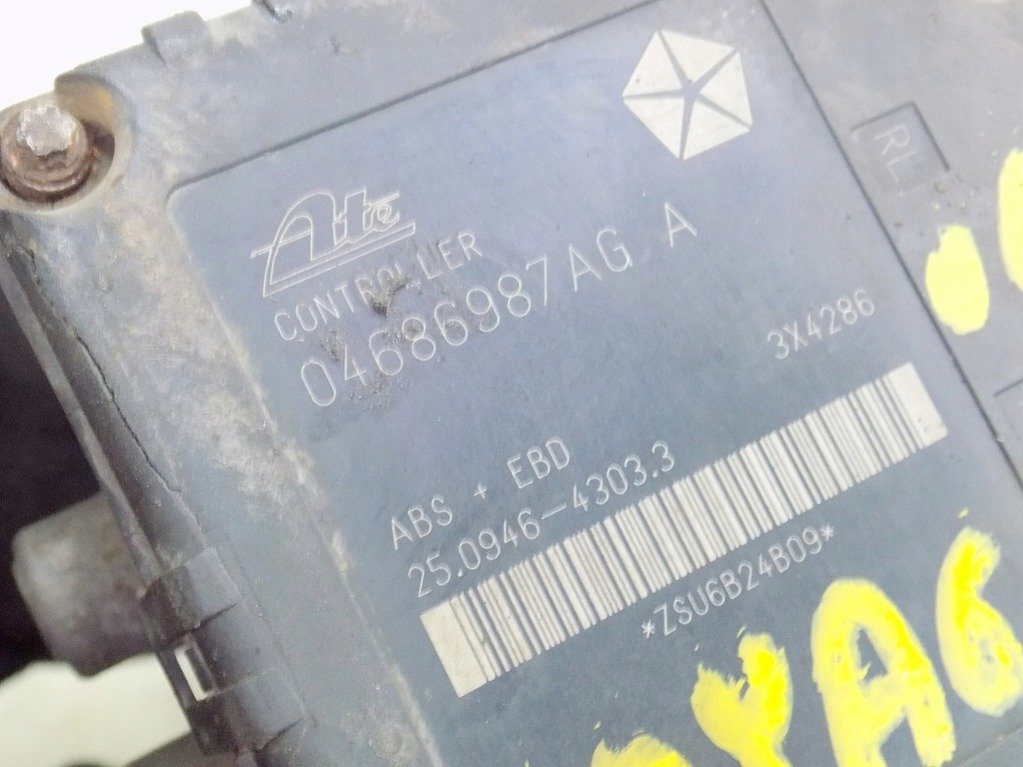 Ate
CONTROLLER
04686987AG A
RL
3X4286
ABS + EBD
25.0946-4303.3
*ZSU6B24B09*